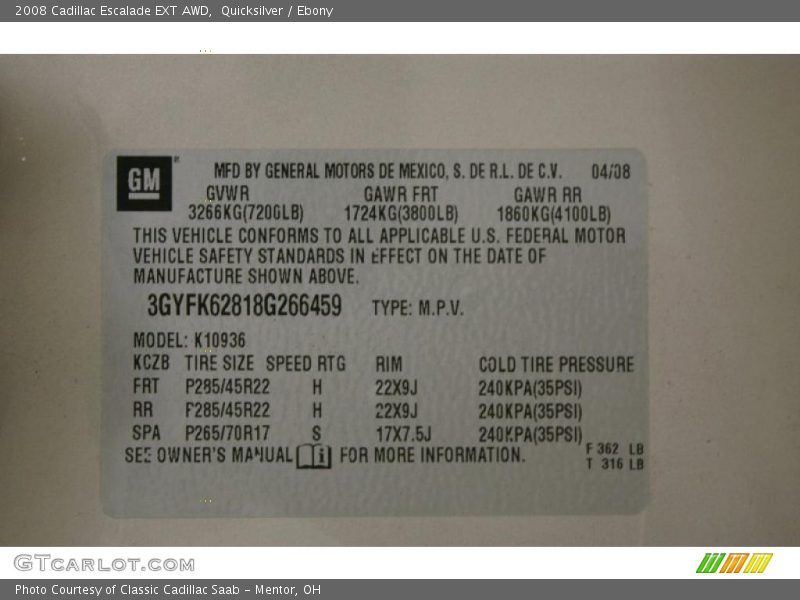 2008 Cadillac Escalade EXT AWD,  Quicksilver / Ebony
GM
MFD BY GENERAL MOTORS DE MEXICO, S. DE R.L. DE C.V. 04/08
GVWR GAWR FRT GAWR RR
3266KG(7200LB) 1724KG(3800LB) 1860KG(4100LB)
THIS VEHICLE CONFORMS TO ALL APPLICABLE U.S. FEDERAL MOTOR
VEHICLE SAFETY STANDARDS IN EFFECT ON THE DATE OF
MANUFACTURE SHOWN ABOVE.
3GYFK62818G266459 TYPE: M.P.V.
MODEL: K10936
KCZB TIRE SIZE SPEED RTG RIM COLD TIRE PRESSURE
FRT P285/45R22 H 22X9J 240KPA(35PSI)
RR P285/45R22 H 22X9J 240KPA(35PSI)
SPA P265/70R17 S 17X7.5J 240KPA(35PSI)
SEE OWNER'S MANUAL i FOR MORE INFORMATION.
F 362 LB
T 316 LB
GTCARLOT.COM
Photo Courtesy of Classic Cadillac Saab - Mentor, OH